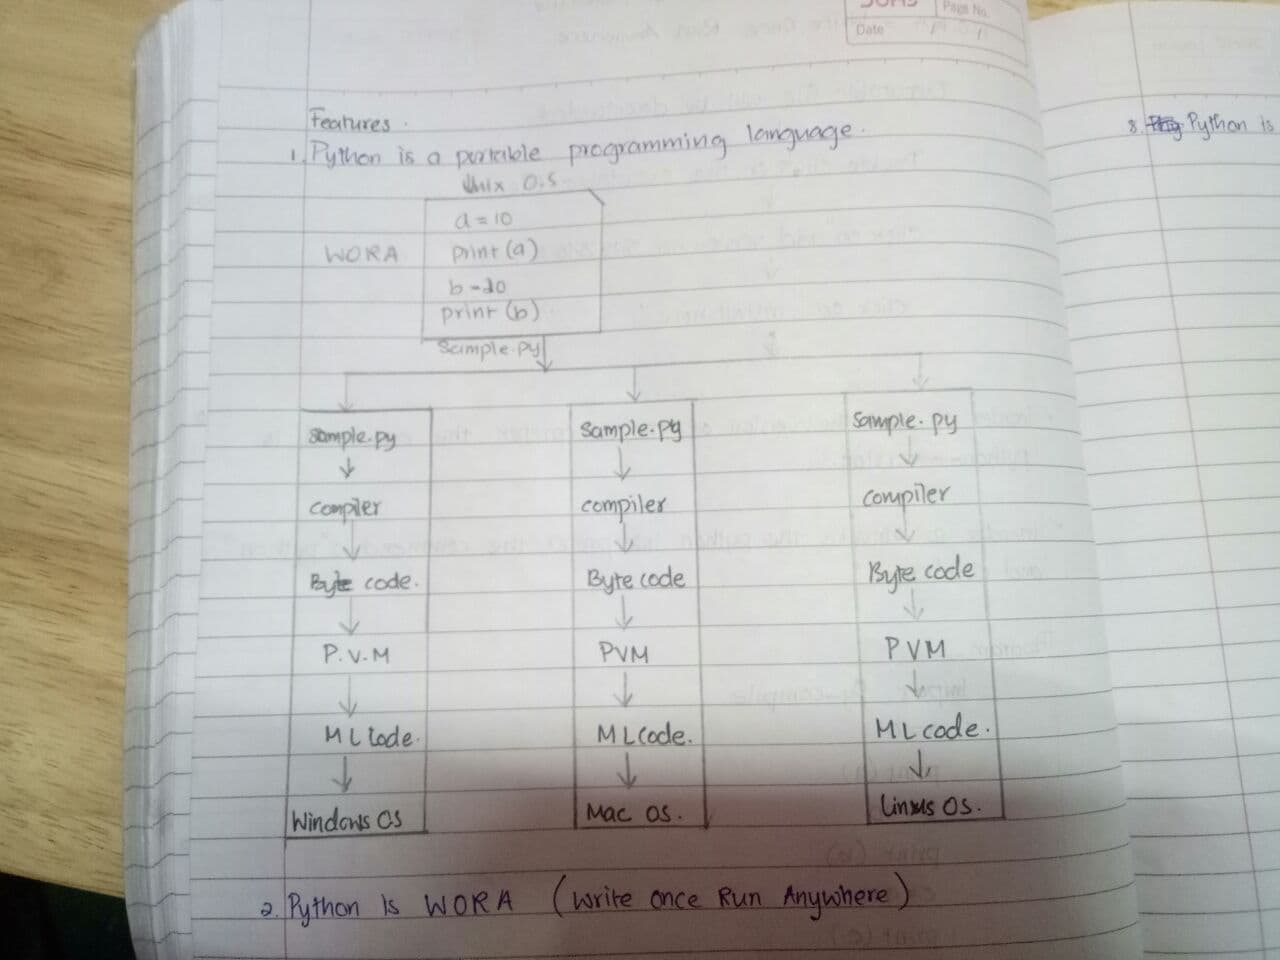 Page No.
Date
Features.
1. Python is a portable programming language.
Unix O.S
WORA
a = 10
print (a)
b = 20
print (b)
Sample.py
Sample.py
compiler
Byte code.
P.V.M
ML Code.
Windows OS
Sample.py
compiler
Byte code
PVM
ML Code.
Mac OS.
Sample.py
compiler
Byte code
PVM
ML code.
OS.
2. Python Is WORA (Write Once Run Anywhere)
8. Python is